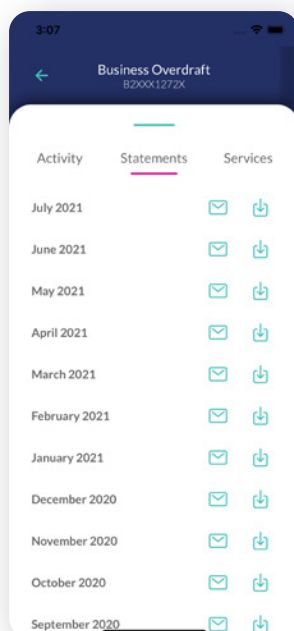 3:07
Business Overdraft
B2XXX1272X
Activity Statements Services
July 2021
June 2021
May 2021
April 2021
March 2021
February 2021
January 2021
December 2020
November 2020
October 2020
September 2020